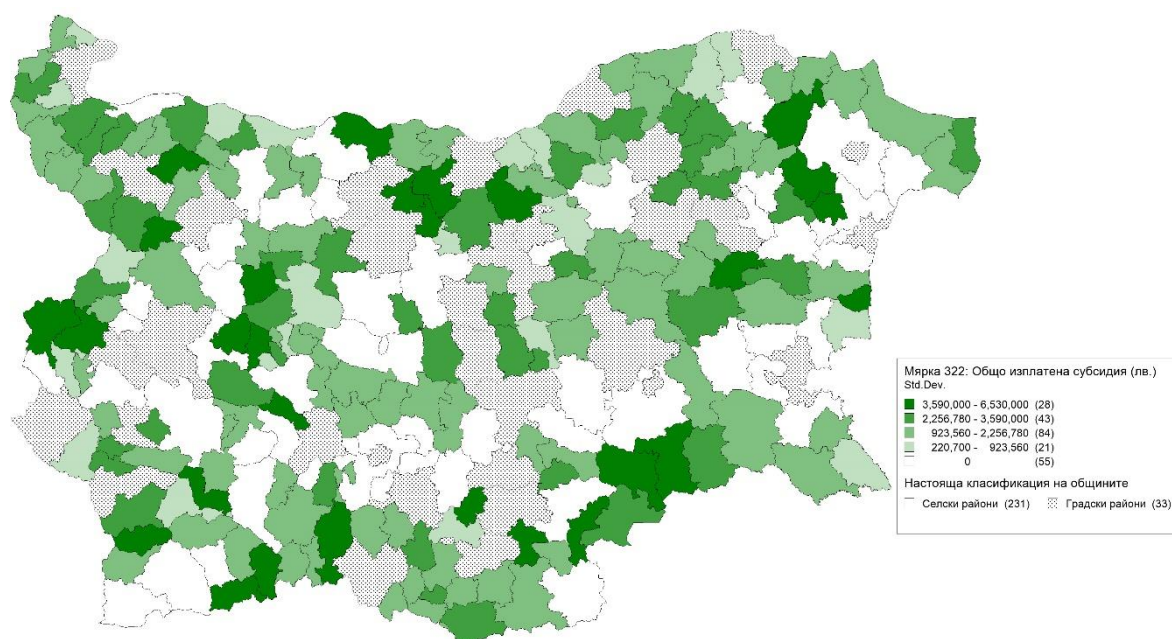 Мярка 322: Общо изплатена субсидия (лв.)
Std.Dev.
3,590,000 - 6,530,000 (28)
2,256,780 - 3,590,000 (43)
923,560 - 2,256,780 (84)
220,700 - 923,560 (21)
0 (55)
Настояща класификация на общините
Селски райони (231) Градски райони (33)